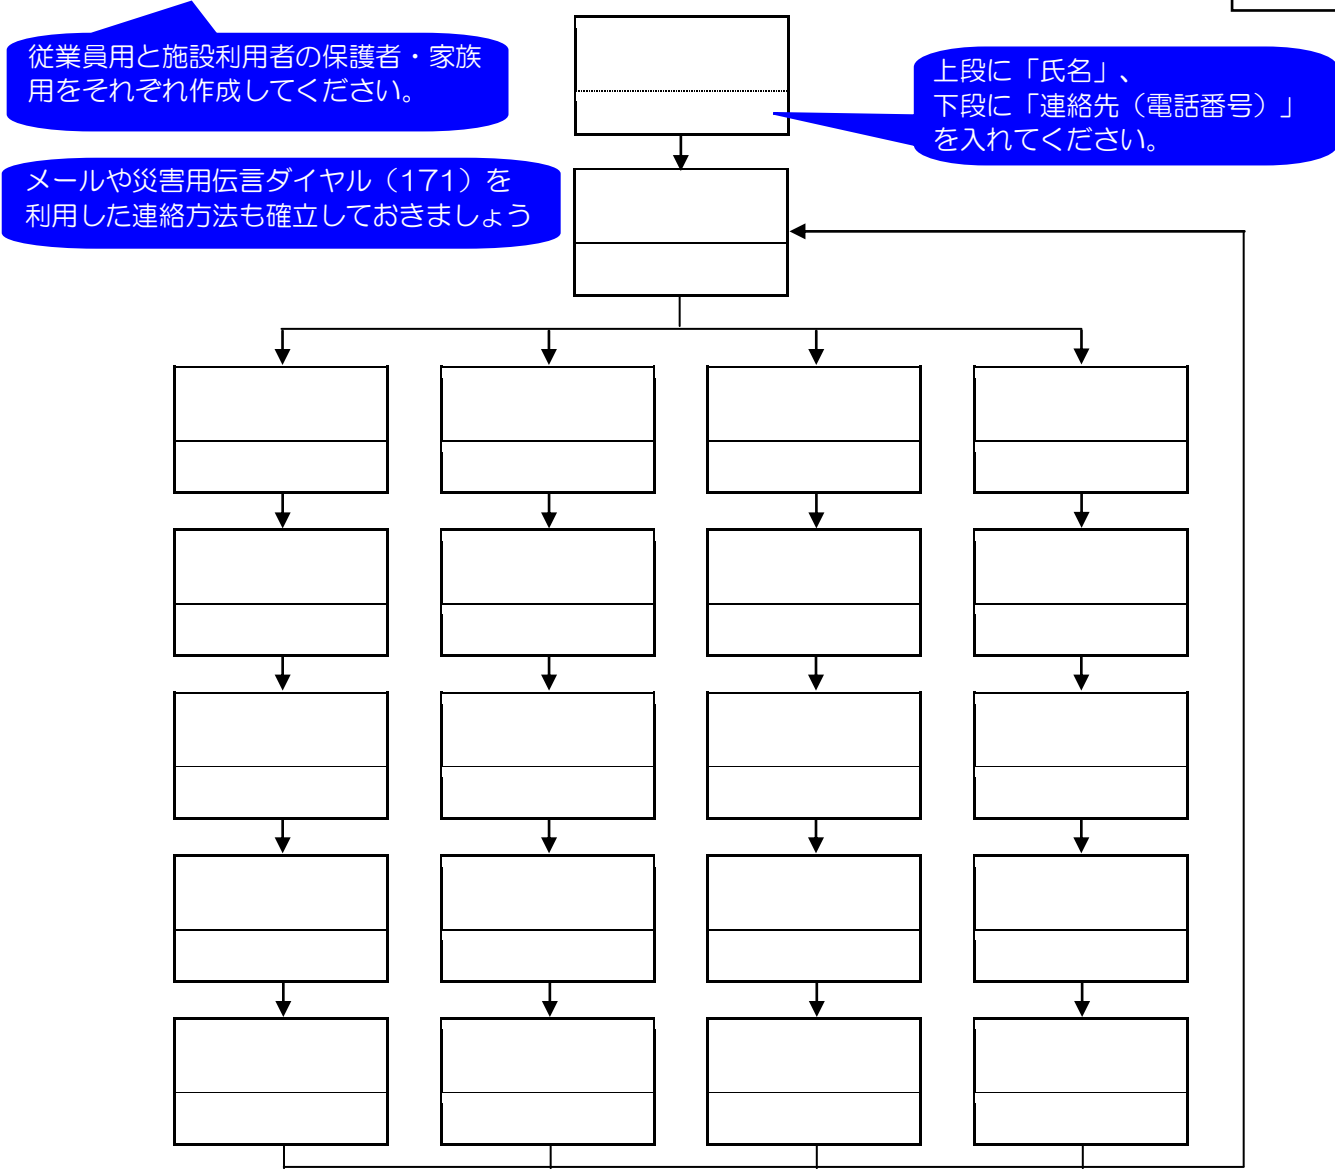 従業員用と施設利用者の保護者・家族
用をそれぞれ作成してください。
上段に「氏名」、
下段に「連絡先（電話番号）」
を入れてください。
メールや災害用伝言ダイヤル（171）を
利用した連絡方法も確立しておきましょう